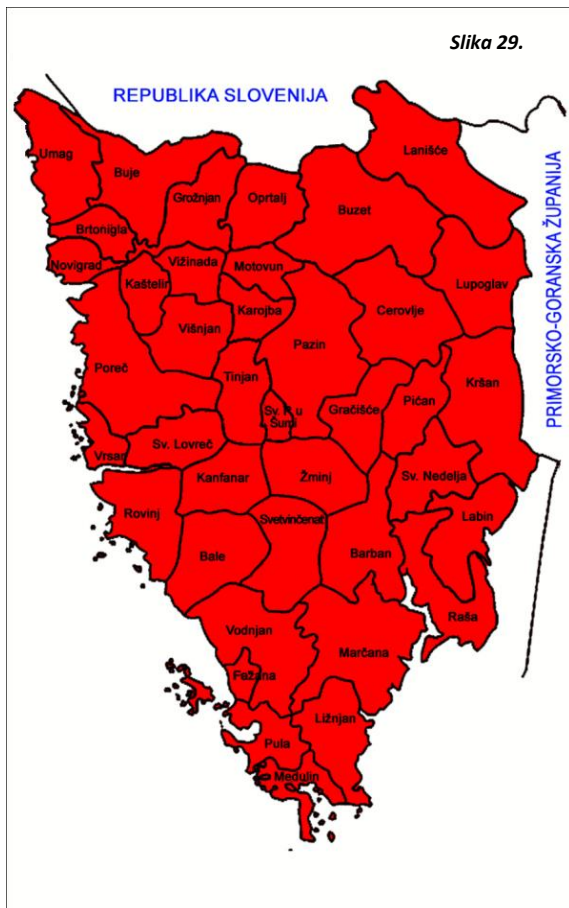 Slika 29.
REPUBLIKA SLOVENIJA
PRIMORSKO-GORANSKA ŽUPANIJA
Umag
Buje
Lanišće
Grožnjan
Oprtalj
Buzet
Brtonigla
Novigrad
Vižinada
Motovun
Kaštelir
Lupoglav
Karojba
Cerovlje
Višnjan
Pazin
Poreč
Tinjan
Kršan
Sv. P. u
Šumi
Gračišće
Pićan
Vrsar
Sv. Lovreč
Kanfanar
Žminj
Sv. Nedelja
Rovinj
Svetvinčenat
Labin
Bale
Barban
Raša
Vodnjan
Marčana
Fažana
Ližnjan
Pula
Medulin